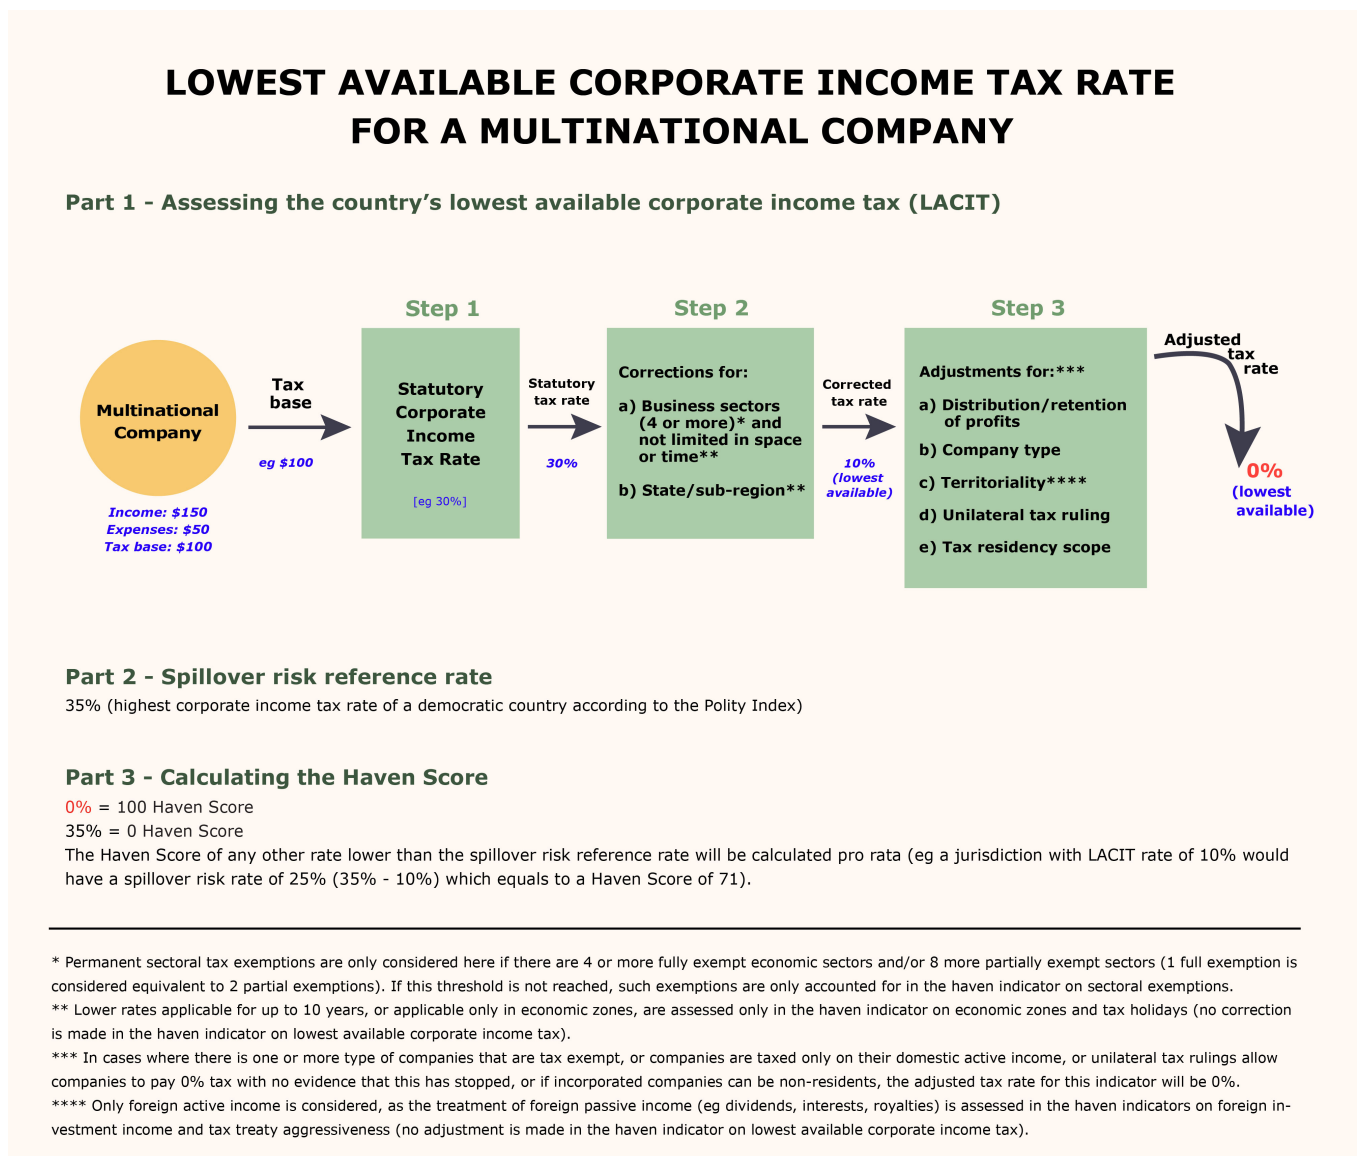 LOWEST AVAILABLE CORPORATE INCOME TAX RATE
FOR A MULTINATIONAL COMPANY
Part 1 - Assessing the country’s lowest available corporate income tax (LACIT)
Multinational
Company
Income: $150
Expenses: $50
Tax base: $100
Tax
base
eg $100
Step 1
Statutory
Corporate
Income
Tax Rate
[eg 30%]
Statutory
tax rate
30%
Step 2
Corrections for:
a) Business sectors
(4 or more)* and
not limited in space
or time**
b) State/sub-region**
Corrected
tax rate
10%
(lowest
available)
Step 3
Adjustments for:***
a) Distribution/retention
of profits
b) Company type
c) Territoriality****
d) Unilateral tax ruling
e) Tax residency scope
Adjusted
tax
rate
0%
(lowest
available)
Part 2 - Spillover risk reference rate
35% (highest corporate income tax rate of a democratic country according to the Polity Index)
Part 3 - Calculating the Haven Score
0% = 100 Haven Score
35% = 0 Haven Score
The Haven Score of any other rate lower than the spillover risk reference rate will be calculated pro rata (eg a jurisdiction with LACIT rate of 10% would
have a spillover risk rate of 25% (35% - 10%) which equals to a Haven Score of 71).
* Permanent sectoral tax exemptions are only considered here if there are 4 or more fully exempt economic sectors and/or 8 more partially exempt sectors (1 full exemption is
considered equivalent to 2 partial exemptions). If this threshold is not reached, such exemptions are only accounted for in the haven indicator on sectoral exemptions.
** Lower rates applicable for up to 10 years, or applicable only in economic zones, are assessed only in the haven indicator on economic zones and tax holidays (no correction
is made in the haven indicator on lowest available corporate income tax).
*** In cases where there is one or more type of companies that are tax exempt, or companies are taxed only on their domestic active income, or unilateral tax rulings allow
companies to pay 0% tax with no evidence that this has stopped, or if incorporated companies can be non-residents, the adjusted tax rate for this indicator will be 0%.
**** Only foreign active income is considered, as the treatment of foreign passive income (eg dividends, interests, royalties) is assessed in the haven indicators on foreign in-
vestment income and tax treaty aggressiveness (no adjustment is made in the haven indicator on lowest available corporate income tax).